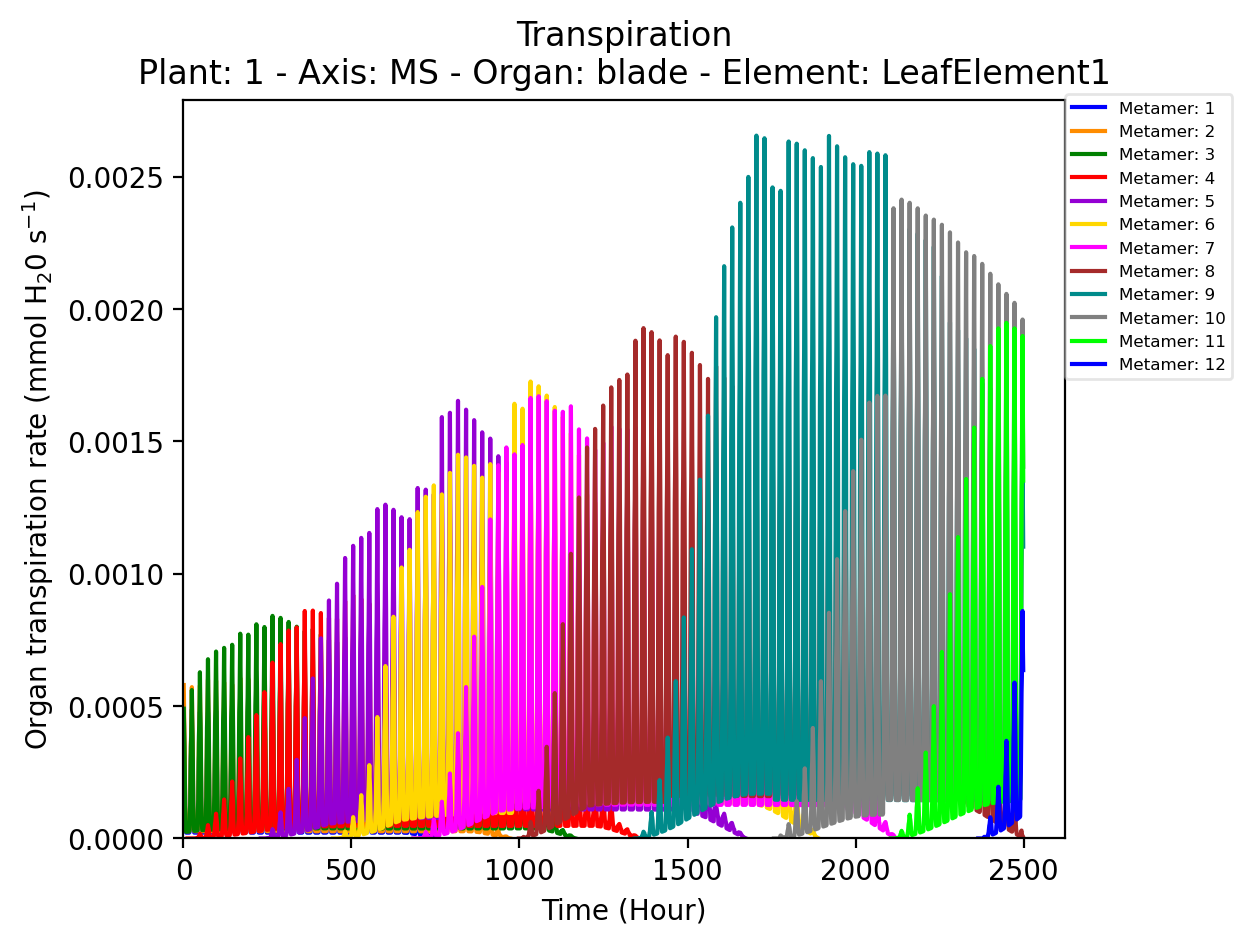 Transpiration
Plant: 1 - Axis: MS - Organ: blade - Element: LeafElement1
Organ transpiration rate (mmol H₂0 s⁻¹)
0.0025
0.0020
0.0015
0.0010
0.0005
0.0000
0 500 1000 1500 2000 2500
Time (Hour)
Metamer: 1
Metamer: 2
Metamer: 3
Metamer: 4
Metamer: 5
Metamer: 6
Metamer: 7
Metamer: 8
Metamer: 9
Metamer: 10
Metamer: 11
Metamer: 12